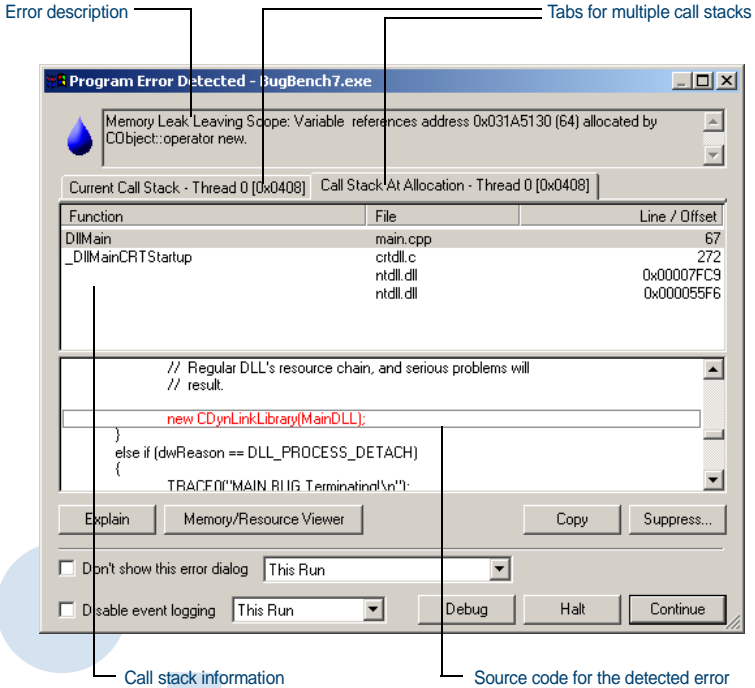 Error description
Tabs for multiple call stacks
Program Error Detected - BugBench7.exe
Memory Leak Leaving Scope: Variable  references address 0x031A5130 (64) allocated by
CObject::operator new.
Current Call Stack - Thread 0 [0x0408] Call Stack At Allocation - Thread 0 [0x0408]
Function File Line / Offset
DllMain main.cpp 67
_DllMainCRTStartup crtdll.c 272
ntdll.dll 0x00007FC9
ntdll.dll 0x000055F6
// Regular DLL's resource chain, and serious problems will
// result.
new CDynLinkLibrary(MainDLL);
}
else if (dwReason == DLL_PROCESS_DETACH)
{
TRACE0("MAIN BUG Terminating!\n");
Explain Memory/Resource Viewer Copy Suppress...
Don't show this error dialog This Run
Disable event logging This Run Debug Halt Continue
Call stack information
Source code for the detected error